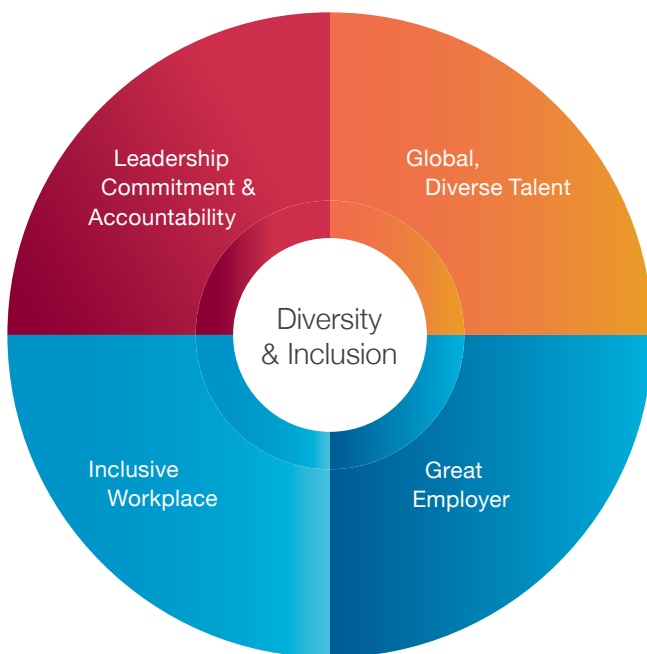 Leadership
Commitment &
Accountability
Global,
Diverse Talent
Diversity
& Inclusion
Inclusive
Workplace
Great
Employer